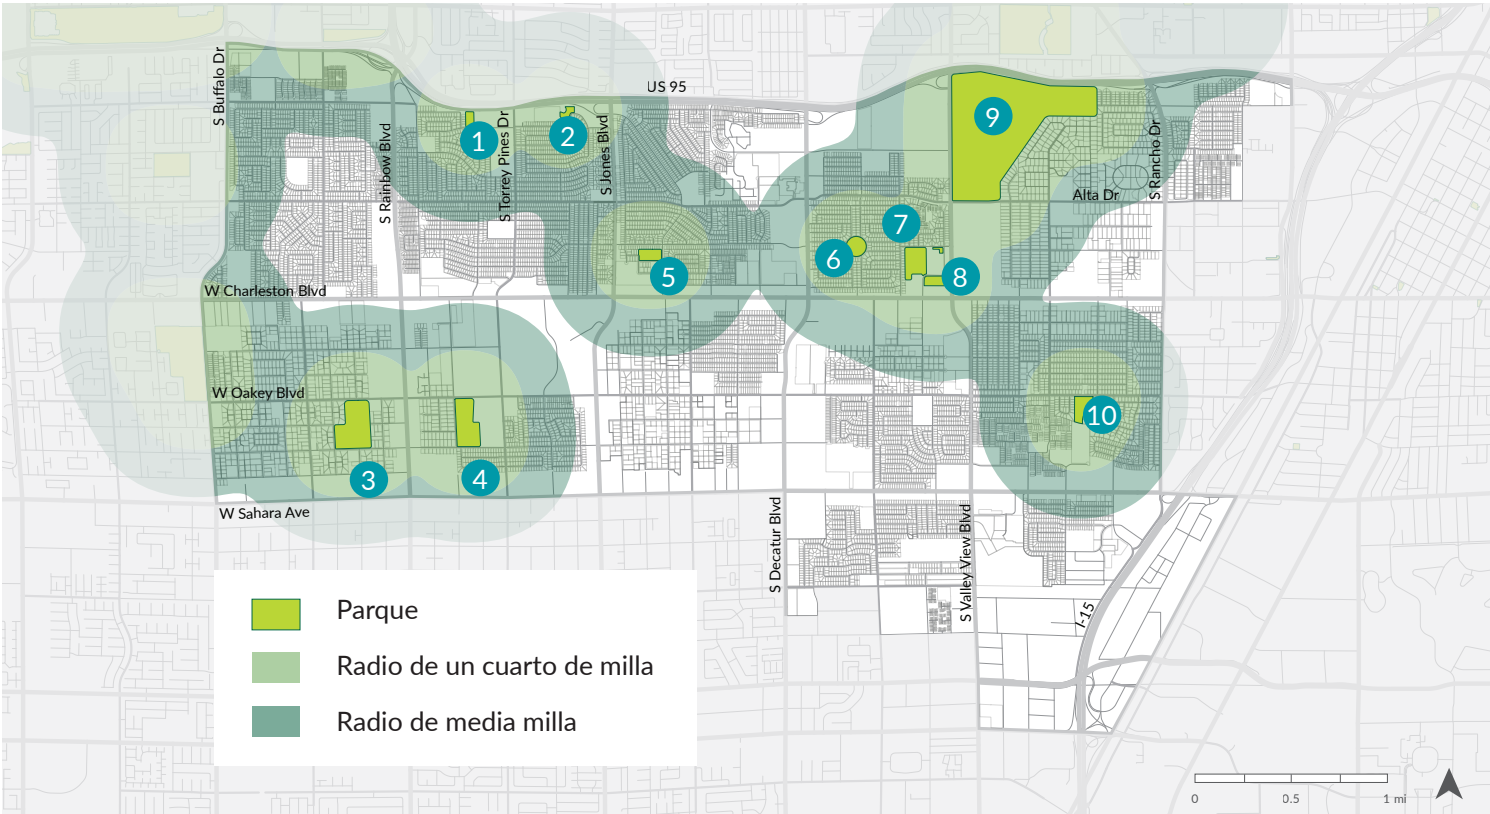 US 95
S Buffalo Dr
S Rainbow Blvd
S Torrey Pines Dr
S Jones Blvd
S Rancho Dr
Alta Dr
1
2
9
7
6
8
5
W Charleston Blvd
W Oakey Blvd
10
3
4
W Sahara Ave
S Decatur Blvd
S Valley View Blvd
I-15
Parque
Radio de un cuarto de milla
Radio de media milla
0
0.5
1 mi